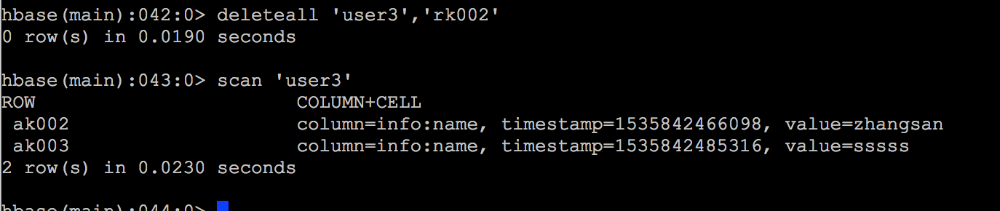 hbase(main):042:0> deleteall 'user3','rk002'
0 row(s) in 0.0190 seconds
hbase(main):043:0> scan 'user3'
ROW COLUMN+CELL
ak002 column=info:name, timestamp=1535842466098, value=zhangsan
ak003 column=info:name, timestamp=1535842485316, value=sssss
2 row(s) in 0.0230 seconds
hbase(main):044:0>